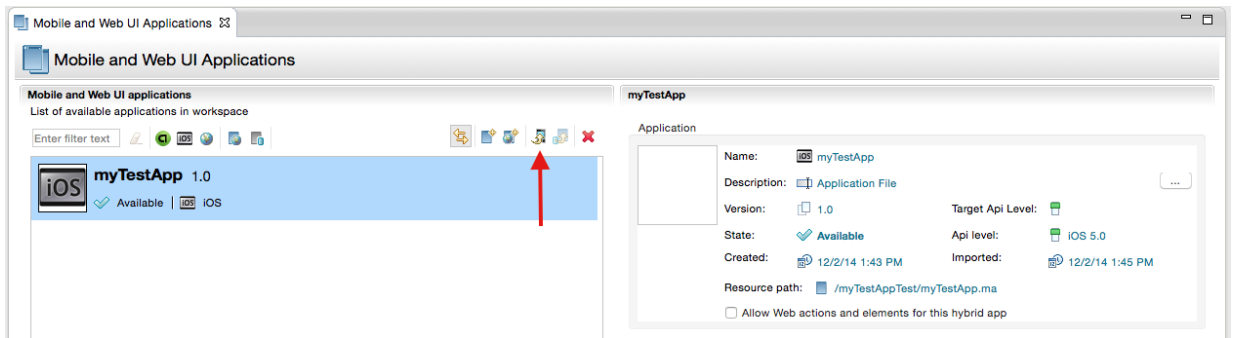 Mobile and Web UI Applications
Mobile and Web UI Applications
Mobile and Web UI applications
List of available applications in workspace
Enter filter text
iOS
iOS
myTestApp 1.0
Available | iOS iOS
myTestApp
Application
Name: iOS myTestApp
Description: Application File
...
Version: 1.0 Target Api Level:
State: Available Api level: iOS 5.0
Created: 12/2/14 1:43 PM Imported: 12/2/14 1:45 PM
Resource path: /myTestAppTest/myTestApp.ma
Allow Web actions and elements for this hybrid app